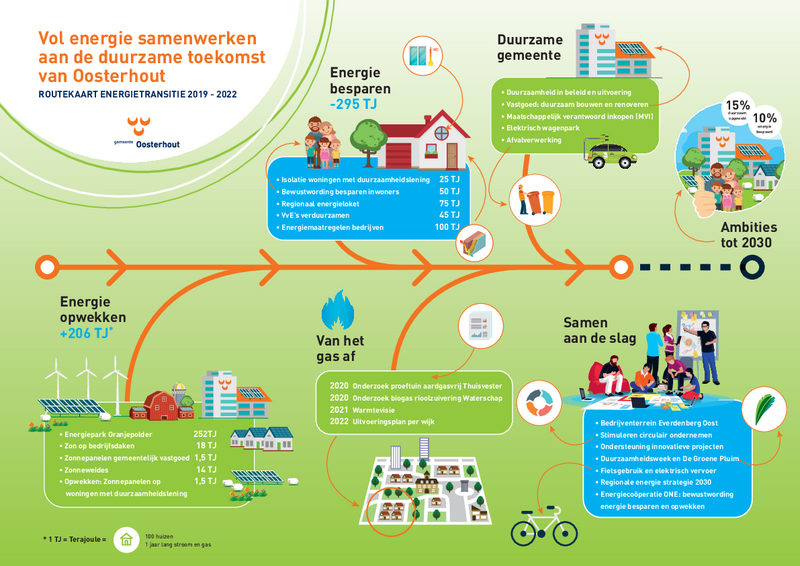 Vol energie samenwerken
aan de duurzame toekomst
van Oosterhout
ROUTEKAART ENERGIETRANSITIE 2019 - 2022
gemeente Oosterhout
Energie
besparen
-295 TJ
• Isolatie woningen met duurzaamheidslening 25 TJ
• Bewustwording besparen inwoners 50 TJ
• Regionaal energieloket 75 TJ
• VvE's verduurzamen 45 TJ
• Energiemaatregelen bedrijven 100 TJ
Duurzame
gemeente
• Duurzaamheid in beleid en uitvoering
• Vastgoed: duurzaam bouwen en renoveren
• Maatschappelijk verantwoord inkopen (MVI)
• Elektrisch wagenpark
• Afvalverwerking
15%
duurzaam
opgewekt
10%
energie
bespaard
Ambities
tot 2030
Energie
opwekken
+206 TJ*
• Energiepark Oranjepolder 252TJ
• Zon op bedrijfsdaken 18 TJ
• Zonnepanelen gemeentelijk vastgoed 1,5 TJ
• Zonneweides 14 TJ
• Opwekken: Zonnepanelen op 1,5 TJ
woningen met duurzaamheidslening
Van het
gas af
2020 Onderzoek proeftuin aardgasvrij Thuisvester
2020 Onderzoek biogas rioolzuivering Waterschap
2021 Warmtevisie
2022 Uitvoeringsplan per wijk
Samen
aan de slag
• Bedrijventerrein Everdenberg Oost
• Stimuleren circulair ondernemen
• Ondersteuning innovatieve projecten
• Duurzaamheidsweek en De Groene Pluim
• Fietsgebruik en elektrisch vervoer
• Regionale energie strategie 2030
• Energiecoöperatie ONE: bewustwording
energie besparen en opwekken
* 1 TJ = Terajoule =
100 huizen
1 jaar lang stroom en gas